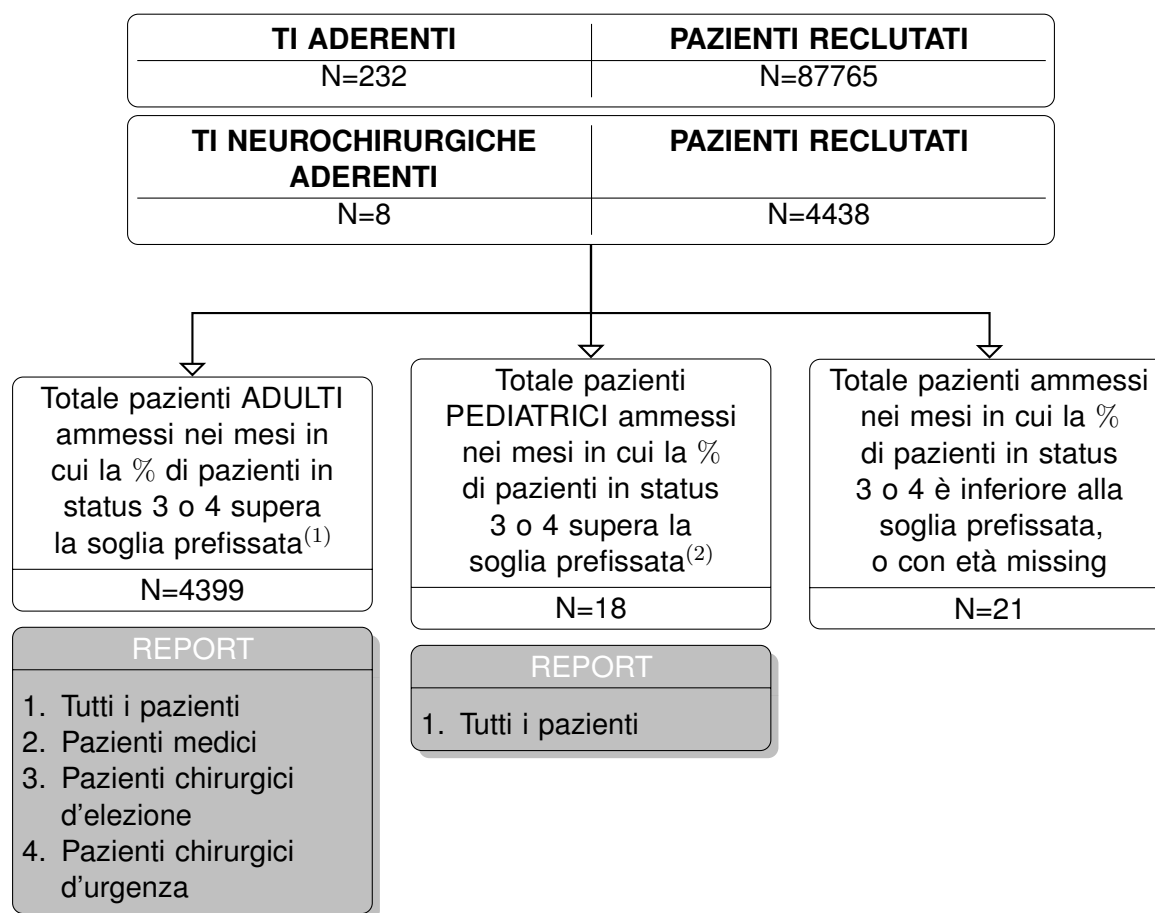 TI ADERENTI
PAZIENTI RECLUTATI
N=232
N=87765
TI NEUROCHIRURGICHE
ADERENTI
PAZIENTI RECLUTATI
N=8
N=4438
Totale pazienti ADULTI
ammessi nei mesi in
cui la % di pazienti in
status 3 o 4 supera
la soglia prefissata(1)
N=4399
REPORT
1. Tutti i pazienti
2. Pazienti medici
3. Pazienti chirurgici
d'elezione
4. Pazienti chirurgici
d'urgenza
Totale pazienti
PEDIATRICI ammessi
nei mesi in cui la %
di pazienti in status
3 o 4 supera la
soglia prefissata(2)
N=18
REPORT
1. Tutti i pazienti
Totale pazienti ammessi
nei mesi in cui la %
di pazienti in status
3 o 4 è inferiore alla
soglia prefissata,
o con età missing
N=21